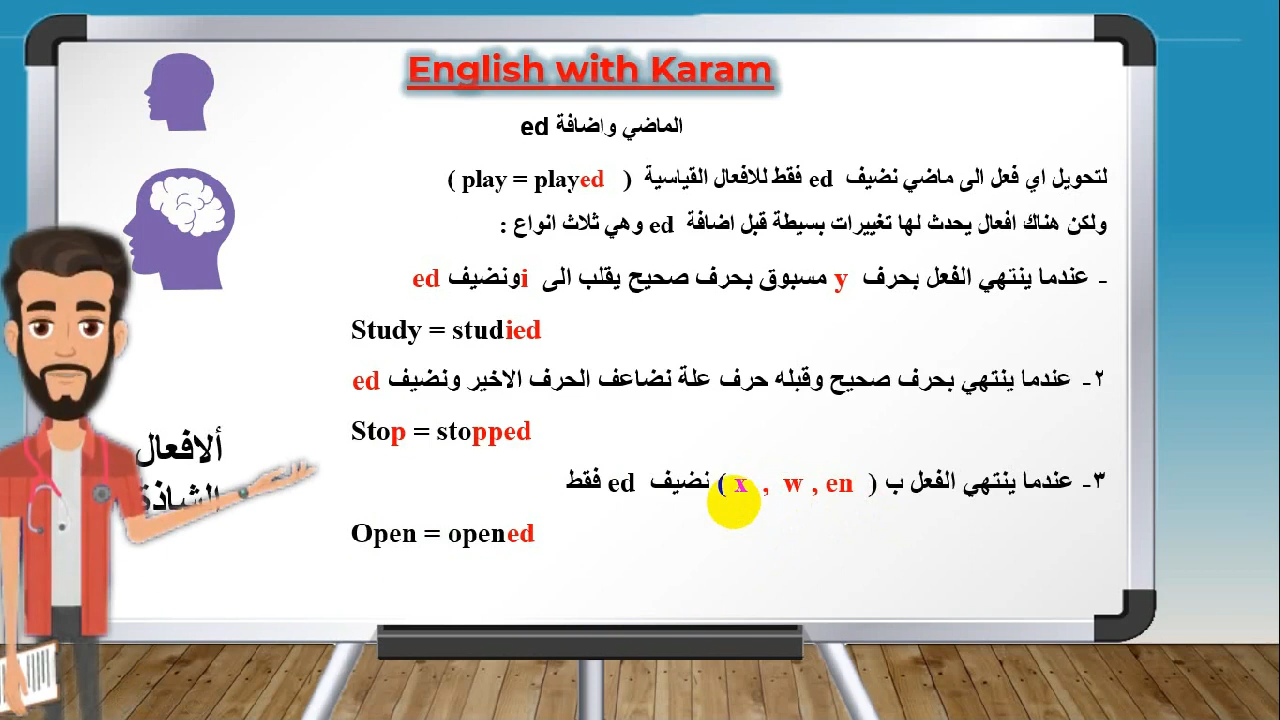 English with Karam
الماضي واضافة ed
لتحويل اي فعل الى ماضي نضيف ed فقط للافعال القياسية ( play = played )
ولكن هناك افعال يحدث لها تغييرات بسيطة قبل اضافة ed وهي ثلاث انواع :
- عندما ينتهي الفعل بحرف y مسبوق بحرف صحيح يقلب الى i ونضيف ed
Study = studied
٢- عندما ينتهي بحرف صحيح وقبله حرف علة نضاعف الحرف الاخير ونضيف ed
Stop = stopped
٣- عندما ينتهي الفعل ب ( x , w , en ) نضيف ed فقط
Open = opened
ألافعال
الشاذة